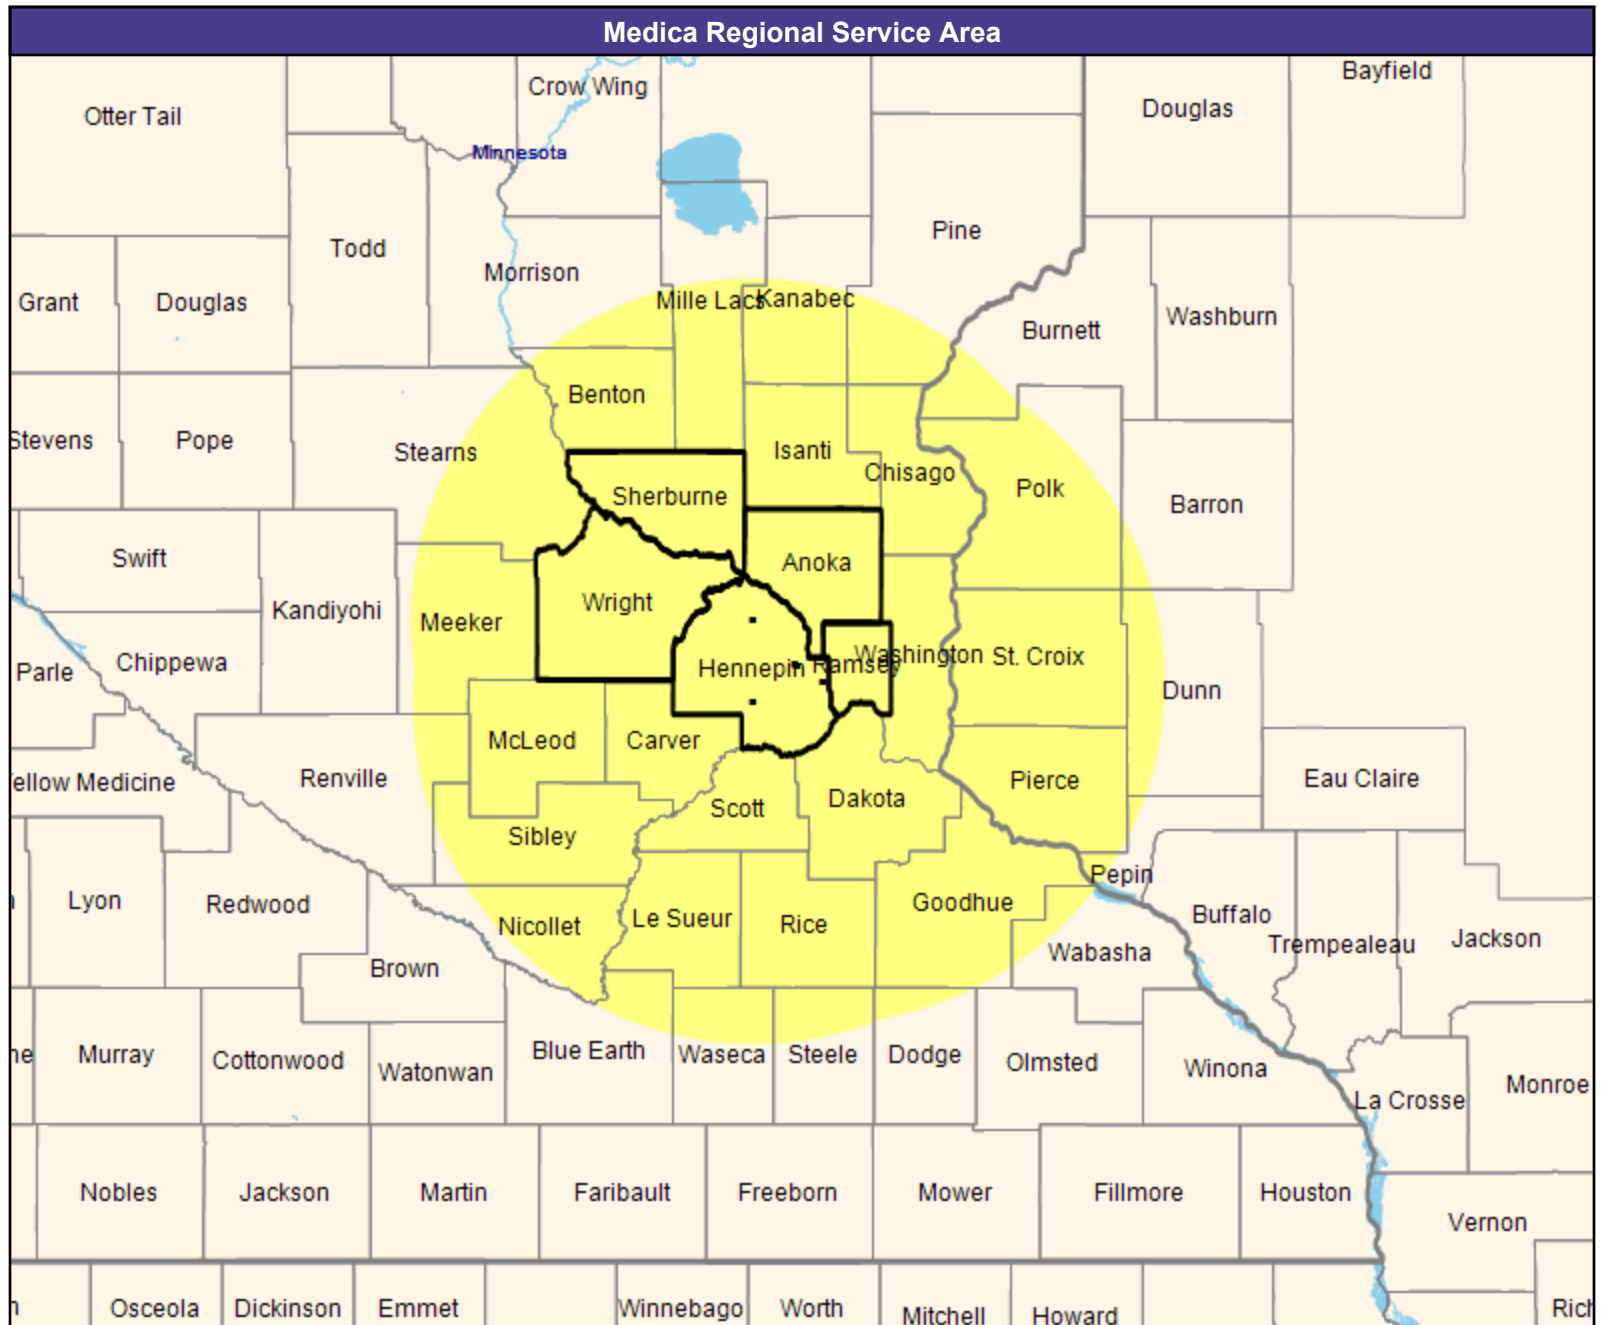 Medica Regional Service Area
Crow Wing
Bayfield
Otter Tail
Douglas
Minnesota
Pine
Todd
Morrison
Grant
Douglas
Mille Lacs
Kanabec
Washburn
Burnett
Benton
Stevens
Pope
Stearns
Isanti
Chisago
Polk
Sherburne
Barron
Swift
Anoka
Kandiyohi
Wright
Meeker
Parle
Chippewa
Hennepin
Ramsey
Washington
St. Croix
Dunn
McLeod
Carver
ellow Medicine
Renville
Pierce
Eau Claire
Scott
Dakota
Sibley
Pepin
Lyon
Redwood
Nicollet
Le Sueur
Rice
Goodhue
Buffalo
Trempealeau
Jackson
Brown
Wabasha
ne
Murray
Cottonwood
Watonwan
Blue Earth
Waseca
Steele
Dodge
Olmsted
Winona
La Crosse
Monroe
Nobles
Jackson
Martin
Faribault
Freeborn
Mower
Fillmore
Houston
Vernon
Osceola
Dickinson
Emmet
Winnebago
Worth
Mitchell
Howard
Rich